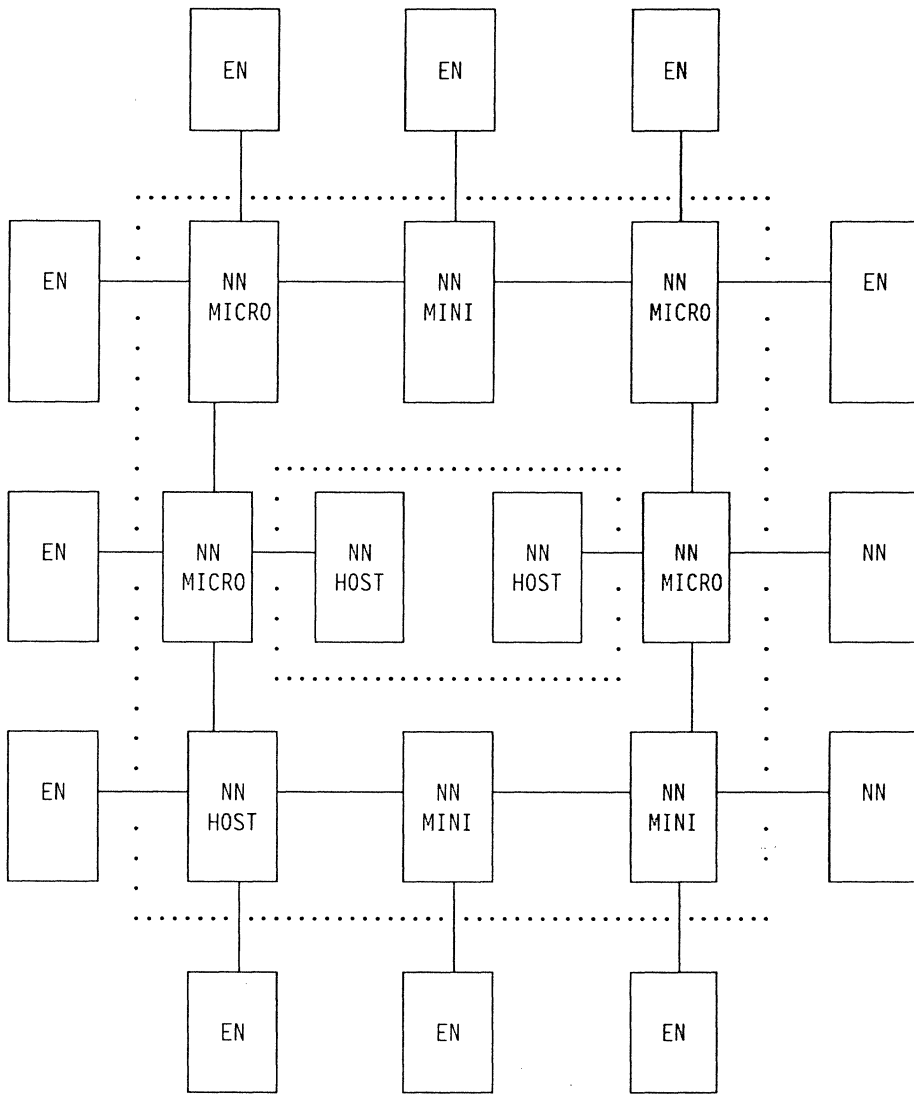 EN EN EN
EN NN NN NN EN
MICRO MINI MICRO
EN NN NN NN NN NN
MICRO HOST HOST MICRO
EN NN NN NN NN
HOST MINI MINI
EN EN EN